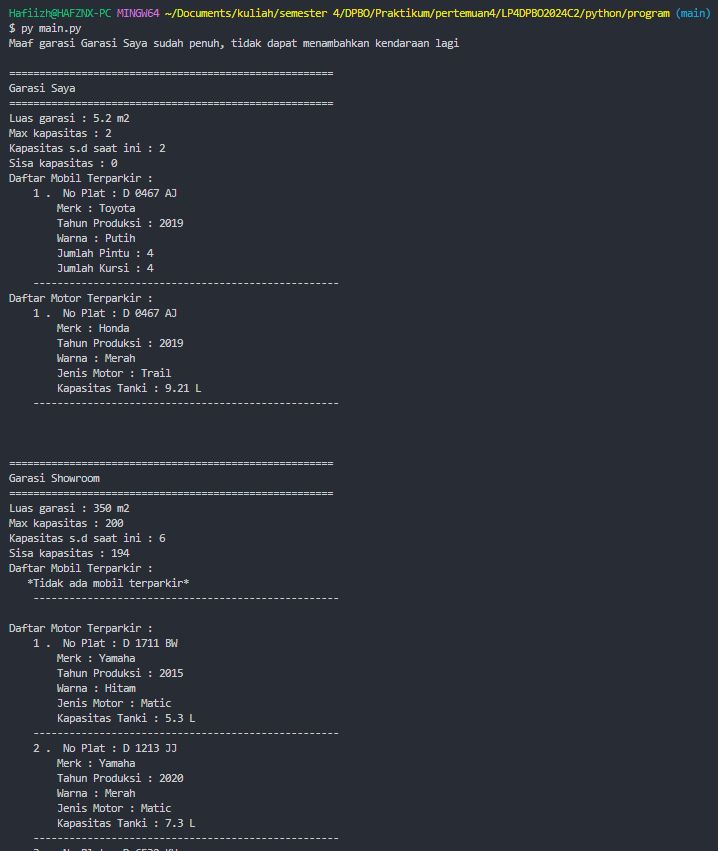 Hafiizh@HAFZNX-PC MINGW64 ~/Documents/kuliah/semester 4/DPBO/Praktikum/pertemuan4/LP4DPBO2024C2/python/program (main)
$ py main.py
Maaf garasi Garasi Saya sudah penuh, tidak dapat menambahkan kendaraan lagi
======================================================
Garasi Saya
======================================================
Luas garasi : 5.2 m2
Max kapasitas : 2
Kapasitas s.d saat ini : 2
Sisa kapasitas : 0
Daftar Mobil Terparkir :
1 . No Plat : D 0467 AJ
Merk : Toyota
Tahun Produksi : 2019
Warna : Putih
Jumlah Pintu : 4
Jumlah Kursi : 4
---------------------------------------------------
Daftar Motor Terparkir :
1 . No Plat : D 0467 AJ
Merk : Honda
Tahun Produksi : 2019
Warna : Merah
Jenis Motor : Trail
Kapasitas Tanki : 9.21 L
---------------------------------------------------
======================================================
Garasi Showroom
======================================================
Luas garasi : 350 m2
Max kapasitas : 200
Kapasitas s.d saat ini : 6
Sisa kapasitas : 194
Daftar Mobil Terparkir :
*Tidak ada mobil terparkir*
---------------------------------------------------
Daftar Motor Terparkir :
1 . No Plat : D 1711 BW
Merk : Yamaha
Tahun Produksi : 2015
Warna : Hitam
Jenis Motor : Matic
Kapasitas Tanki : 5.3 L
---------------------------------------------------
2 . No Plat : D 1213 JJ
Merk : Yamaha
Tahun Produksi : 2020
Warna : Merah
Jenis Motor : Matic
Kapasitas Tanki : 7.3 L
---------------------------------------------------